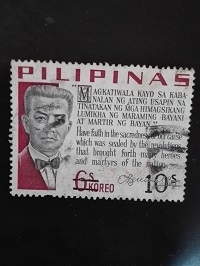 PILIPINAS
"MAGKATIWALA KAYO SA KABA-
NALAN NG ATING USAPIN NA
TINATAKAN NG MGA HIMAGSIKANG
LUMIKHA NG MARAMING BAYANI
AT MARTIR NG BAYAN."
Have faith in the sacredness of our cause
which was sealed by the revolutions
that brought forth many heroes
and martyrs of the nation.
6s 10s
KOREO